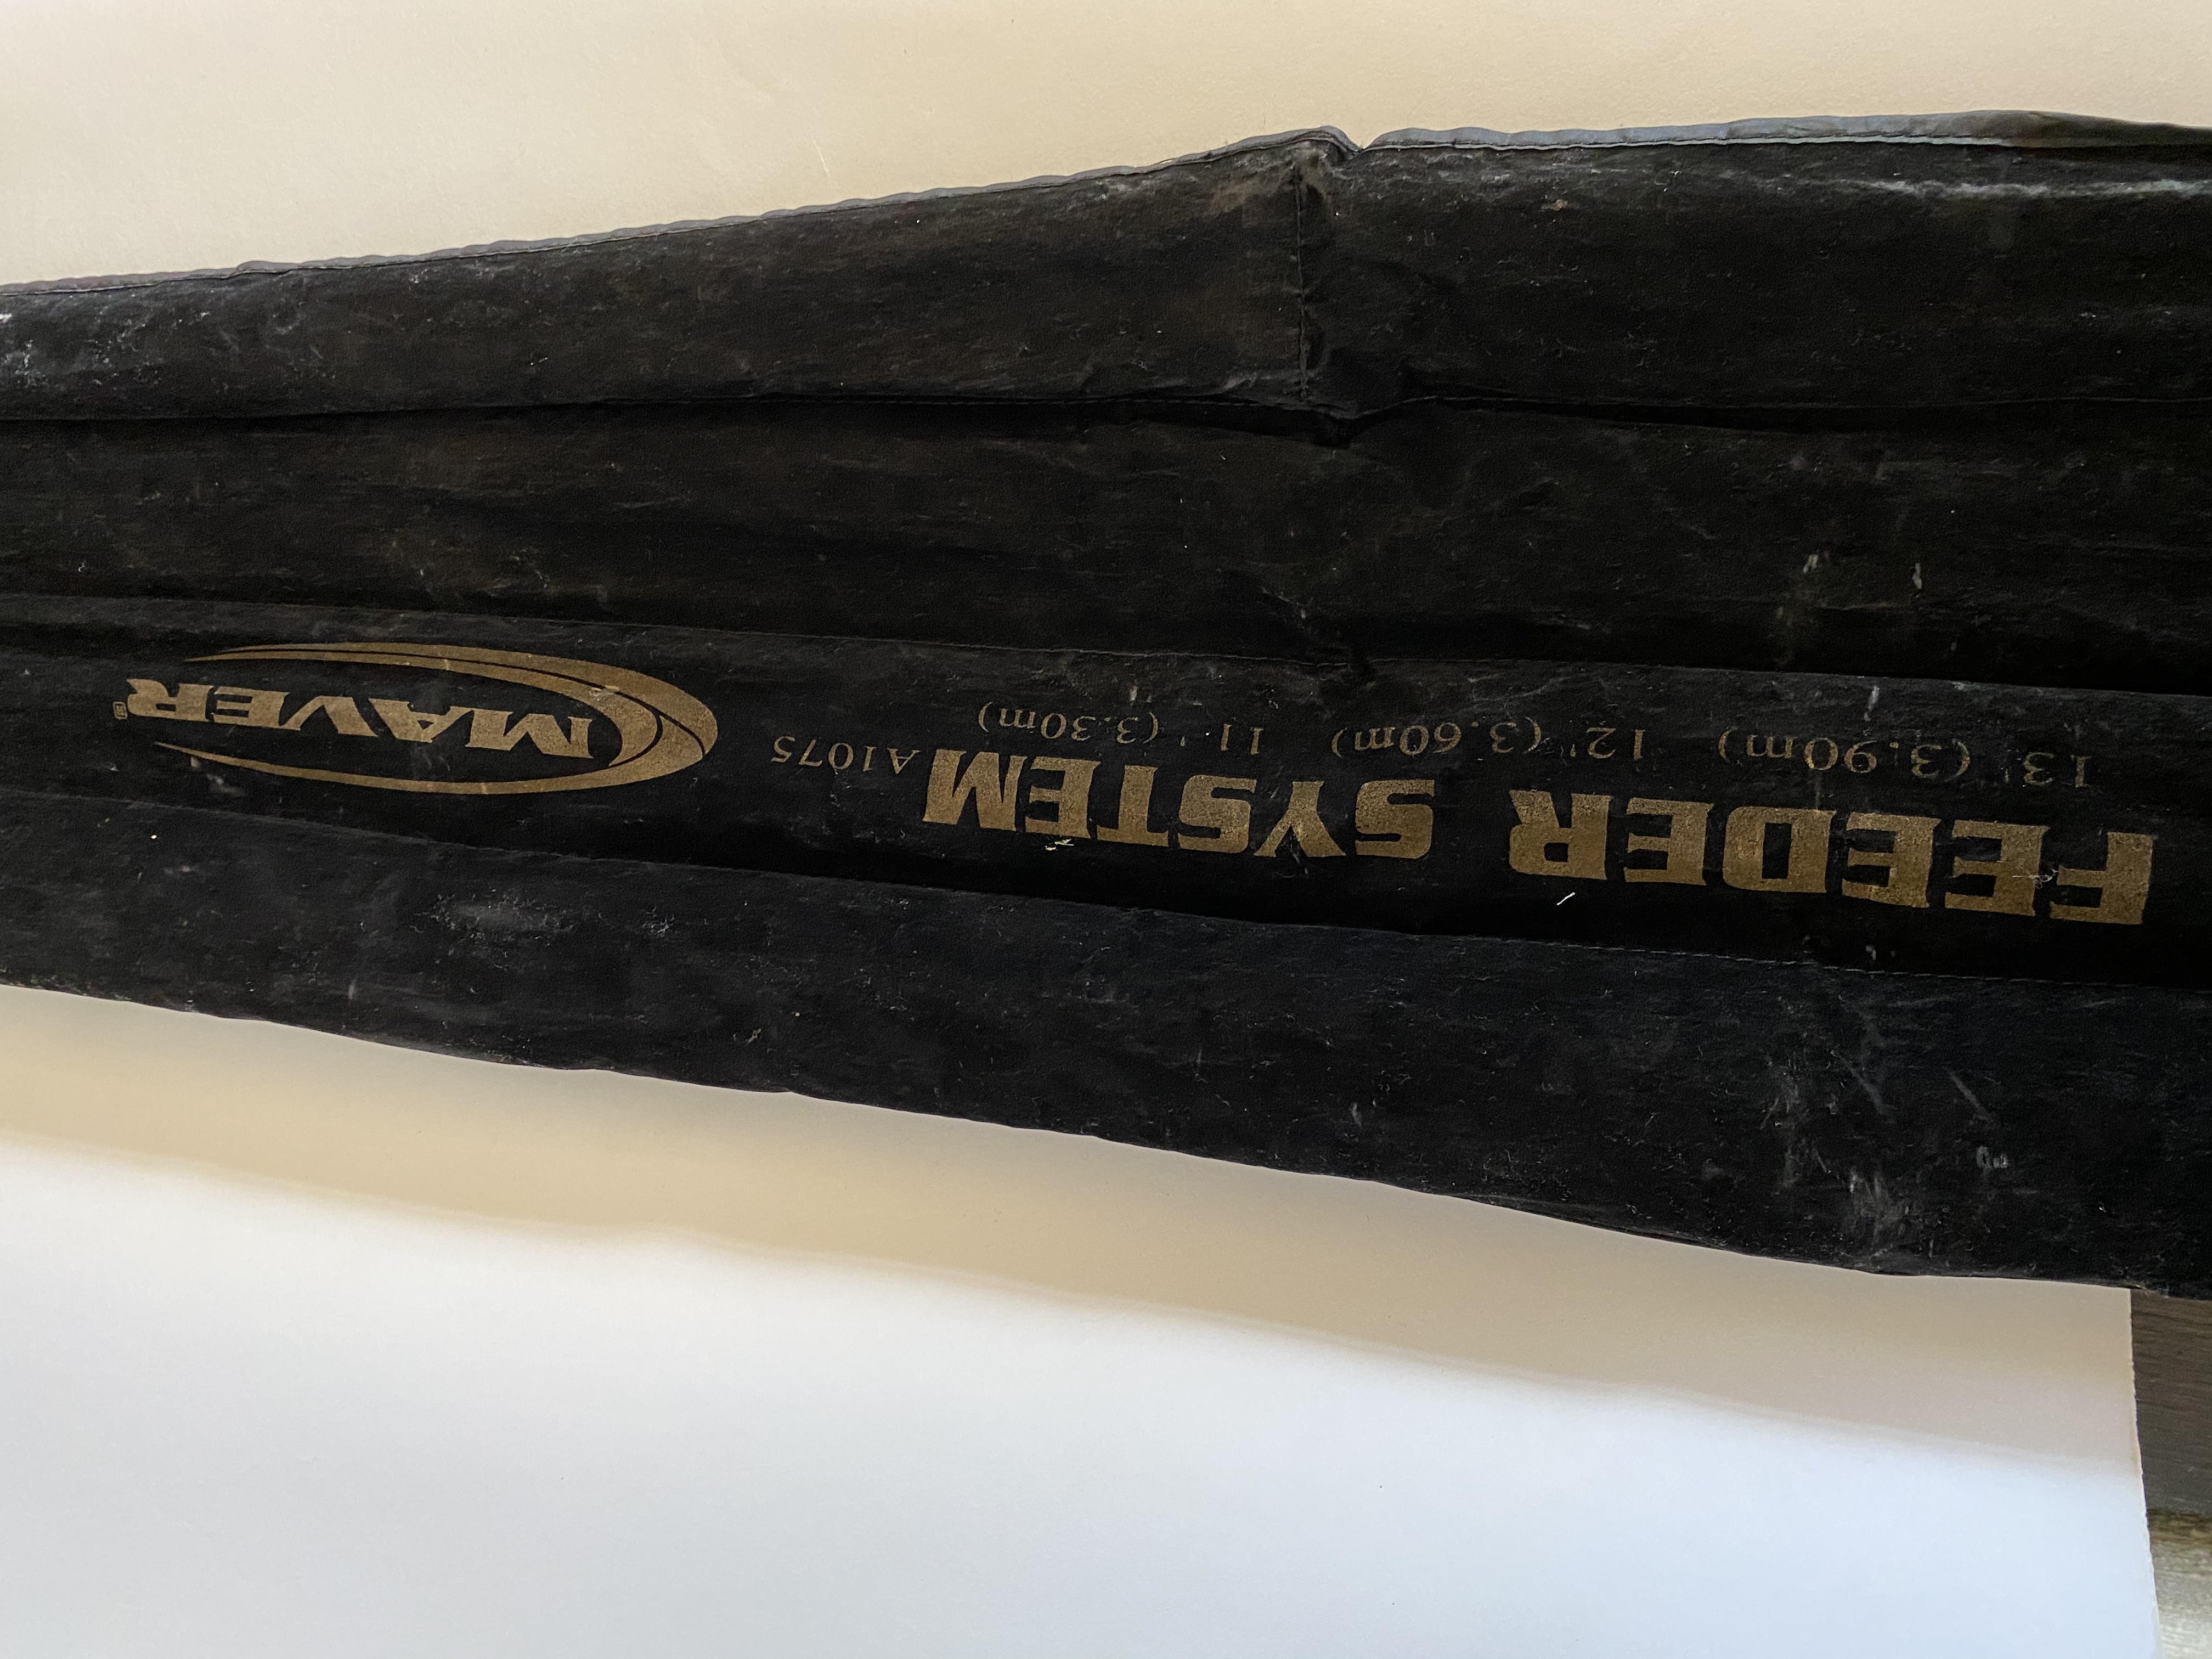 FEEDER SYSTEM A1075
13' (3.90m) 12' (3.60m) 11' (3.30m)
MAVER®